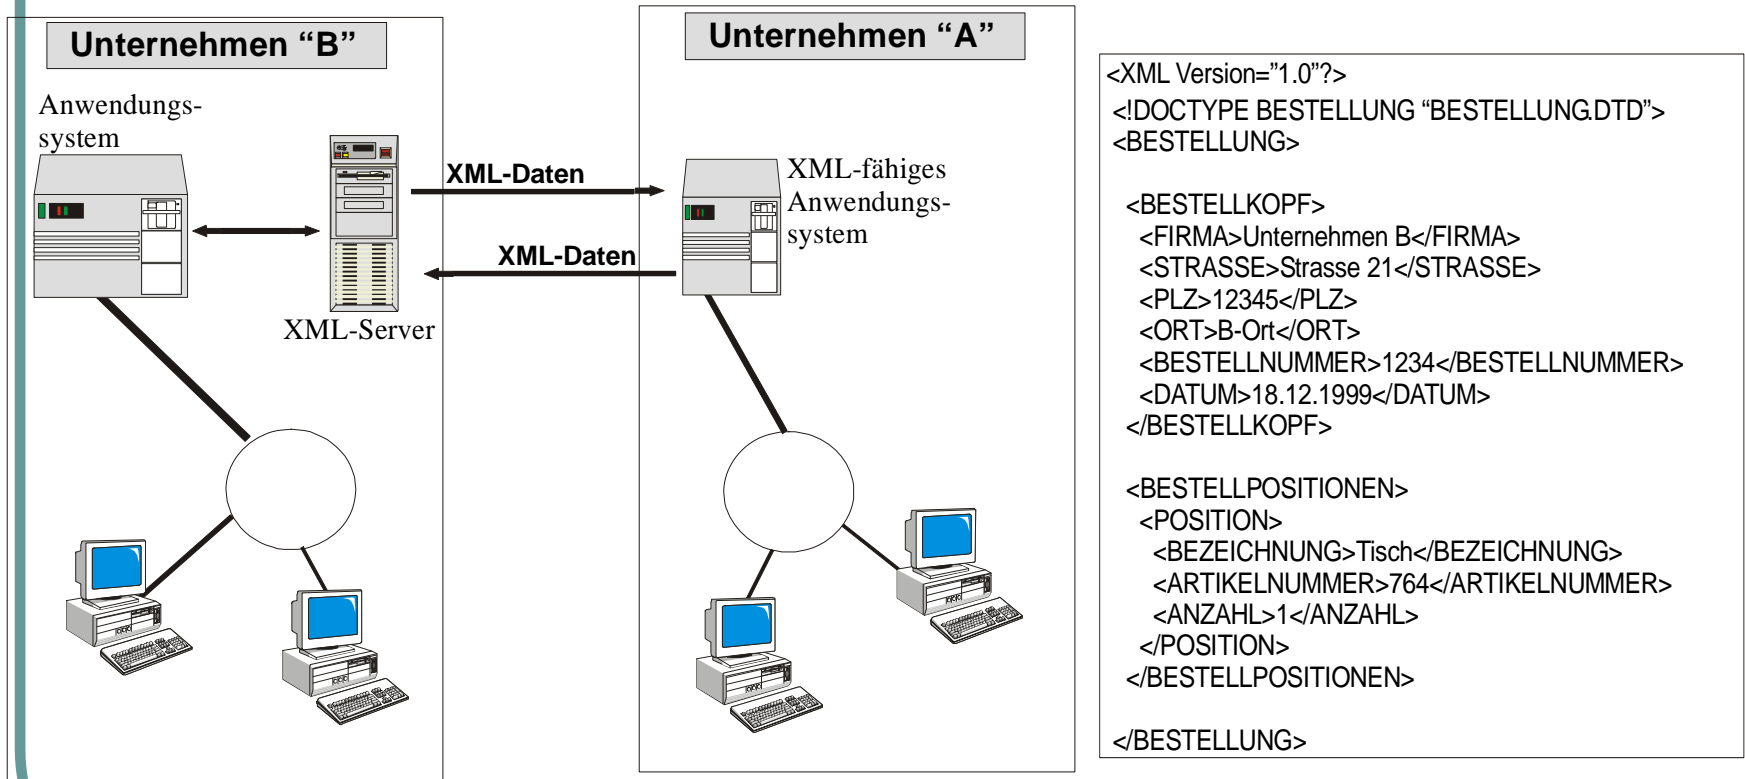 Unternehmen “B”
Anwendungs-
system
XML-Server
XML-Daten
XML-Daten
Unternehmen “A”
XML-fähiges
Anwendungs-
system
<XML Version=”1.0”?>
<!DOCTYPE BESTELLUNG “BESTELLUNG.DTD”>
<BESTELLUNG>
<BESTELLKOPF>
<FIRMA>Unternehmen B</FIRMA>
<STRASSE>Strasse 21</STRASSE>
<PLZ>12345</PLZ>
<ORT>B-Ort</ORT>
<BESTELLNUMMER>1234</BESTELLNUMMER>
<DATUM>18.12.1999</DATUM>
</BESTELLKOPF>
<BESTELLPOSITIONEN>
<POSITION>
<BEZEICHNUNG>Tisch</BEZEICHNUNG>
<ARTIKELNUMMER>764</ARTIKELNUMMER>
<ANZAHL>1</ANZAHL>
</POSITION>
</BESTELLPOSITIONEN>
</BESTELLUNG>